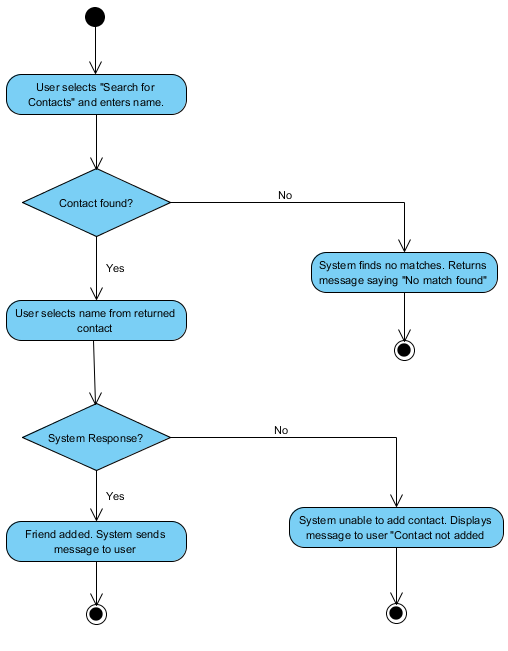 User selects "Search for
Contacts" and enters name.
Contact found?
No
Yes
System finds no matches. Returns
message saying "No match found"
User selects name from returned
contact
System Response?
No
Yes
Friend added. System sends
message to user
System unable to add contact. Displays
message to user "Contact not added